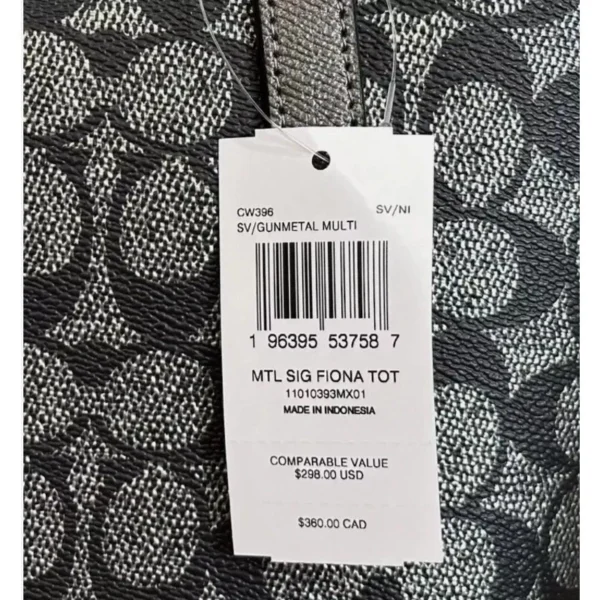 CW396 SV/NI
SV/GUNMETAL MULTI
1 96395 53758 7
MTL SIG FIONA TOT
11010393MX01
MADE IN INDONESIA
COMPARABLE VALUE
$298.00 USD
$360.00 CAD